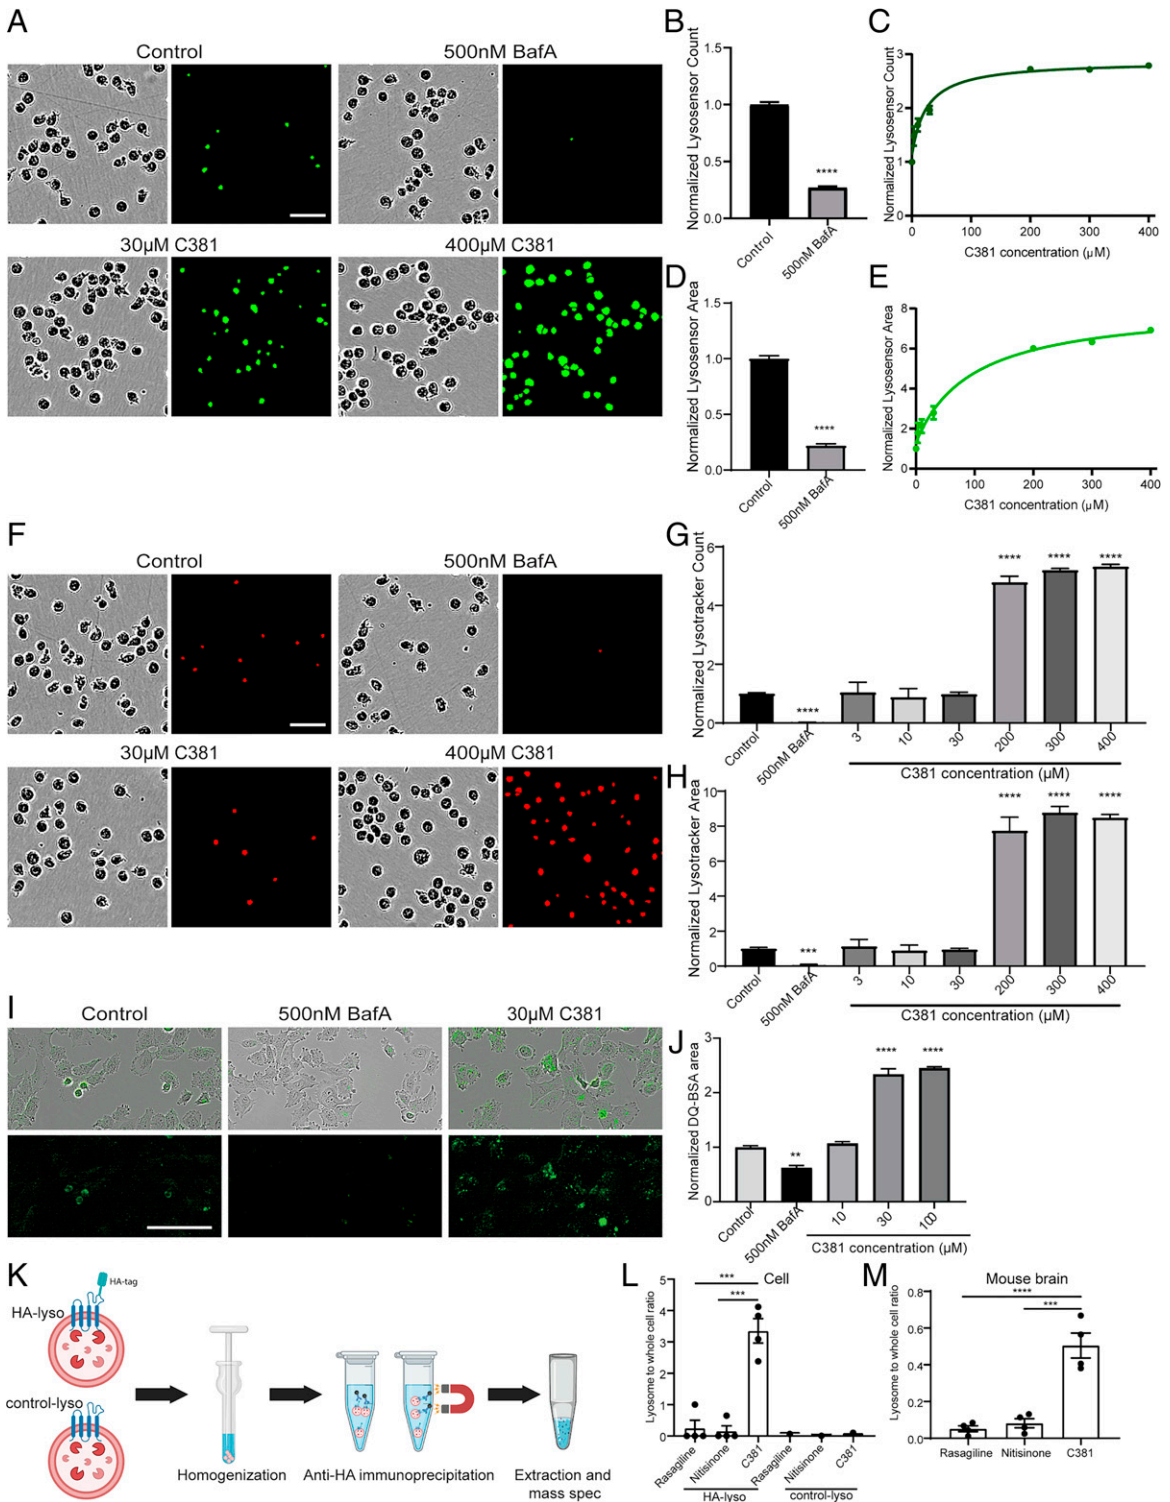 A
Control
500nM BafA
30µM C381
400µM C381
B
Normalized Lysosensor Count
1.5
1.0
0.5
0.0
****
Control
500nM BafA
C
Normalized Lysosensor Count
3
2
1
0
100
200
300
400
C381 concentration (µM)
D
Normalized Lysosensor Area
1.5
1.0
0.5
0.0
****
Control
500nM BafA
E
Normalized Lysosensor Area
8
6
4
2
0
0
100
200
300
400
C381 concentration (µM)
F
Control
500nM BafA
30µM C381
400µM C381
G
Normalized Lysotracker Count
6
4
2
0
****
****
****
****
Control
500nM BafA
3
10
30
200
300
400
C381 concentration (µM)
H
Normalized Lysotracker Area
10
8
6
4
2
0
***
****
****
****
Control
500nM BafA
3
10
30
200
300
400
C381 concentration (µM)
I
Control
500nM BafA
30µM C381
J
Normalized DQ-BSA area
3
2
1
0
**
****
****
Control
500nM BafA
10
30
100
C381 concentration (µM)
K
HA-tag
HA-lyso
control-lyso
Homogenization
Anti-HA immunoprecipitation
Extraction and
mass spec
L
Cell
Lysosome to whole cell ratio
5
4
3
2
1
0
***
***
Rasagiline
Nitisinone
C381
Rasagiline
Nitisinone
C381
HA-lyso
control-lyso
M
Mouse brain
Lysosome to whole cell ratio
0.8
0.6
0.4
0.2
0.0
****
***
Rasagiline
Nitisinone
C381